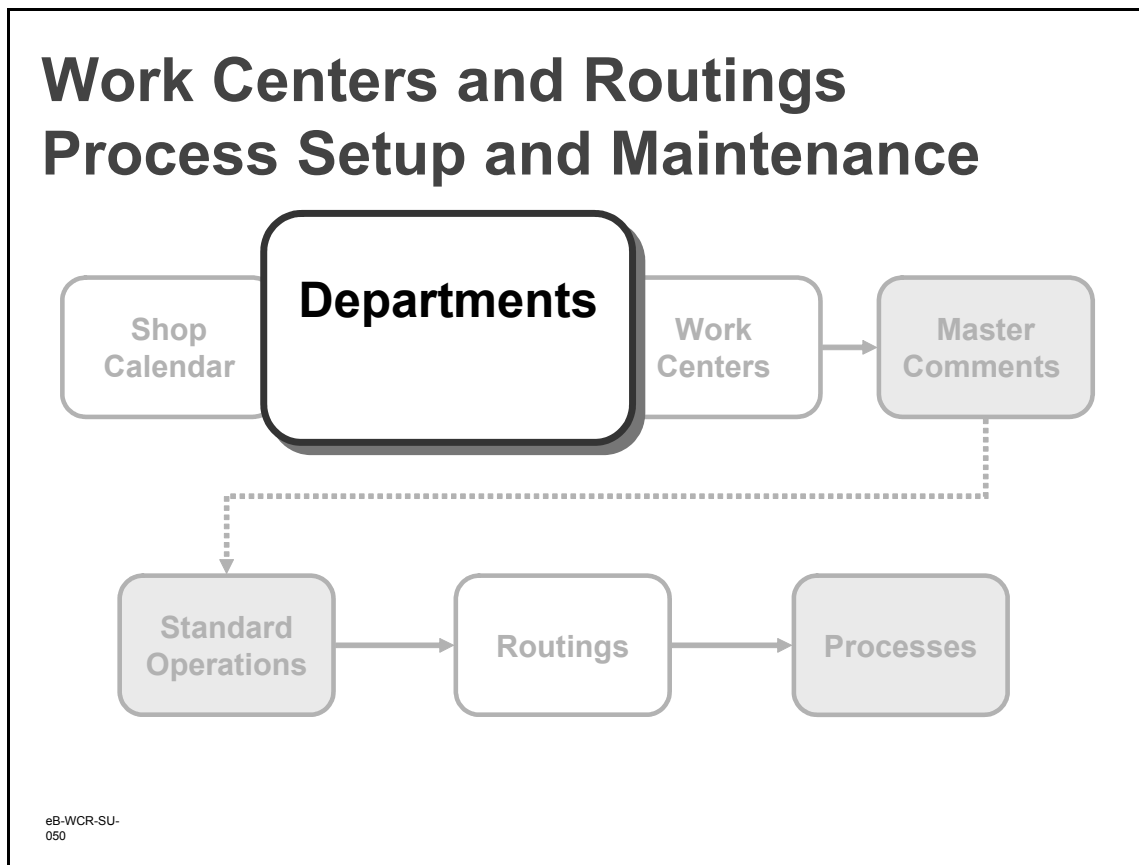 Work Centers and Routings
Process Setup and Maintenance
Shop
Calendar
Departments
Work
Centers
Master
Comments
Standard
Operations
Routings
Processes
eB-WCR-SU-
050